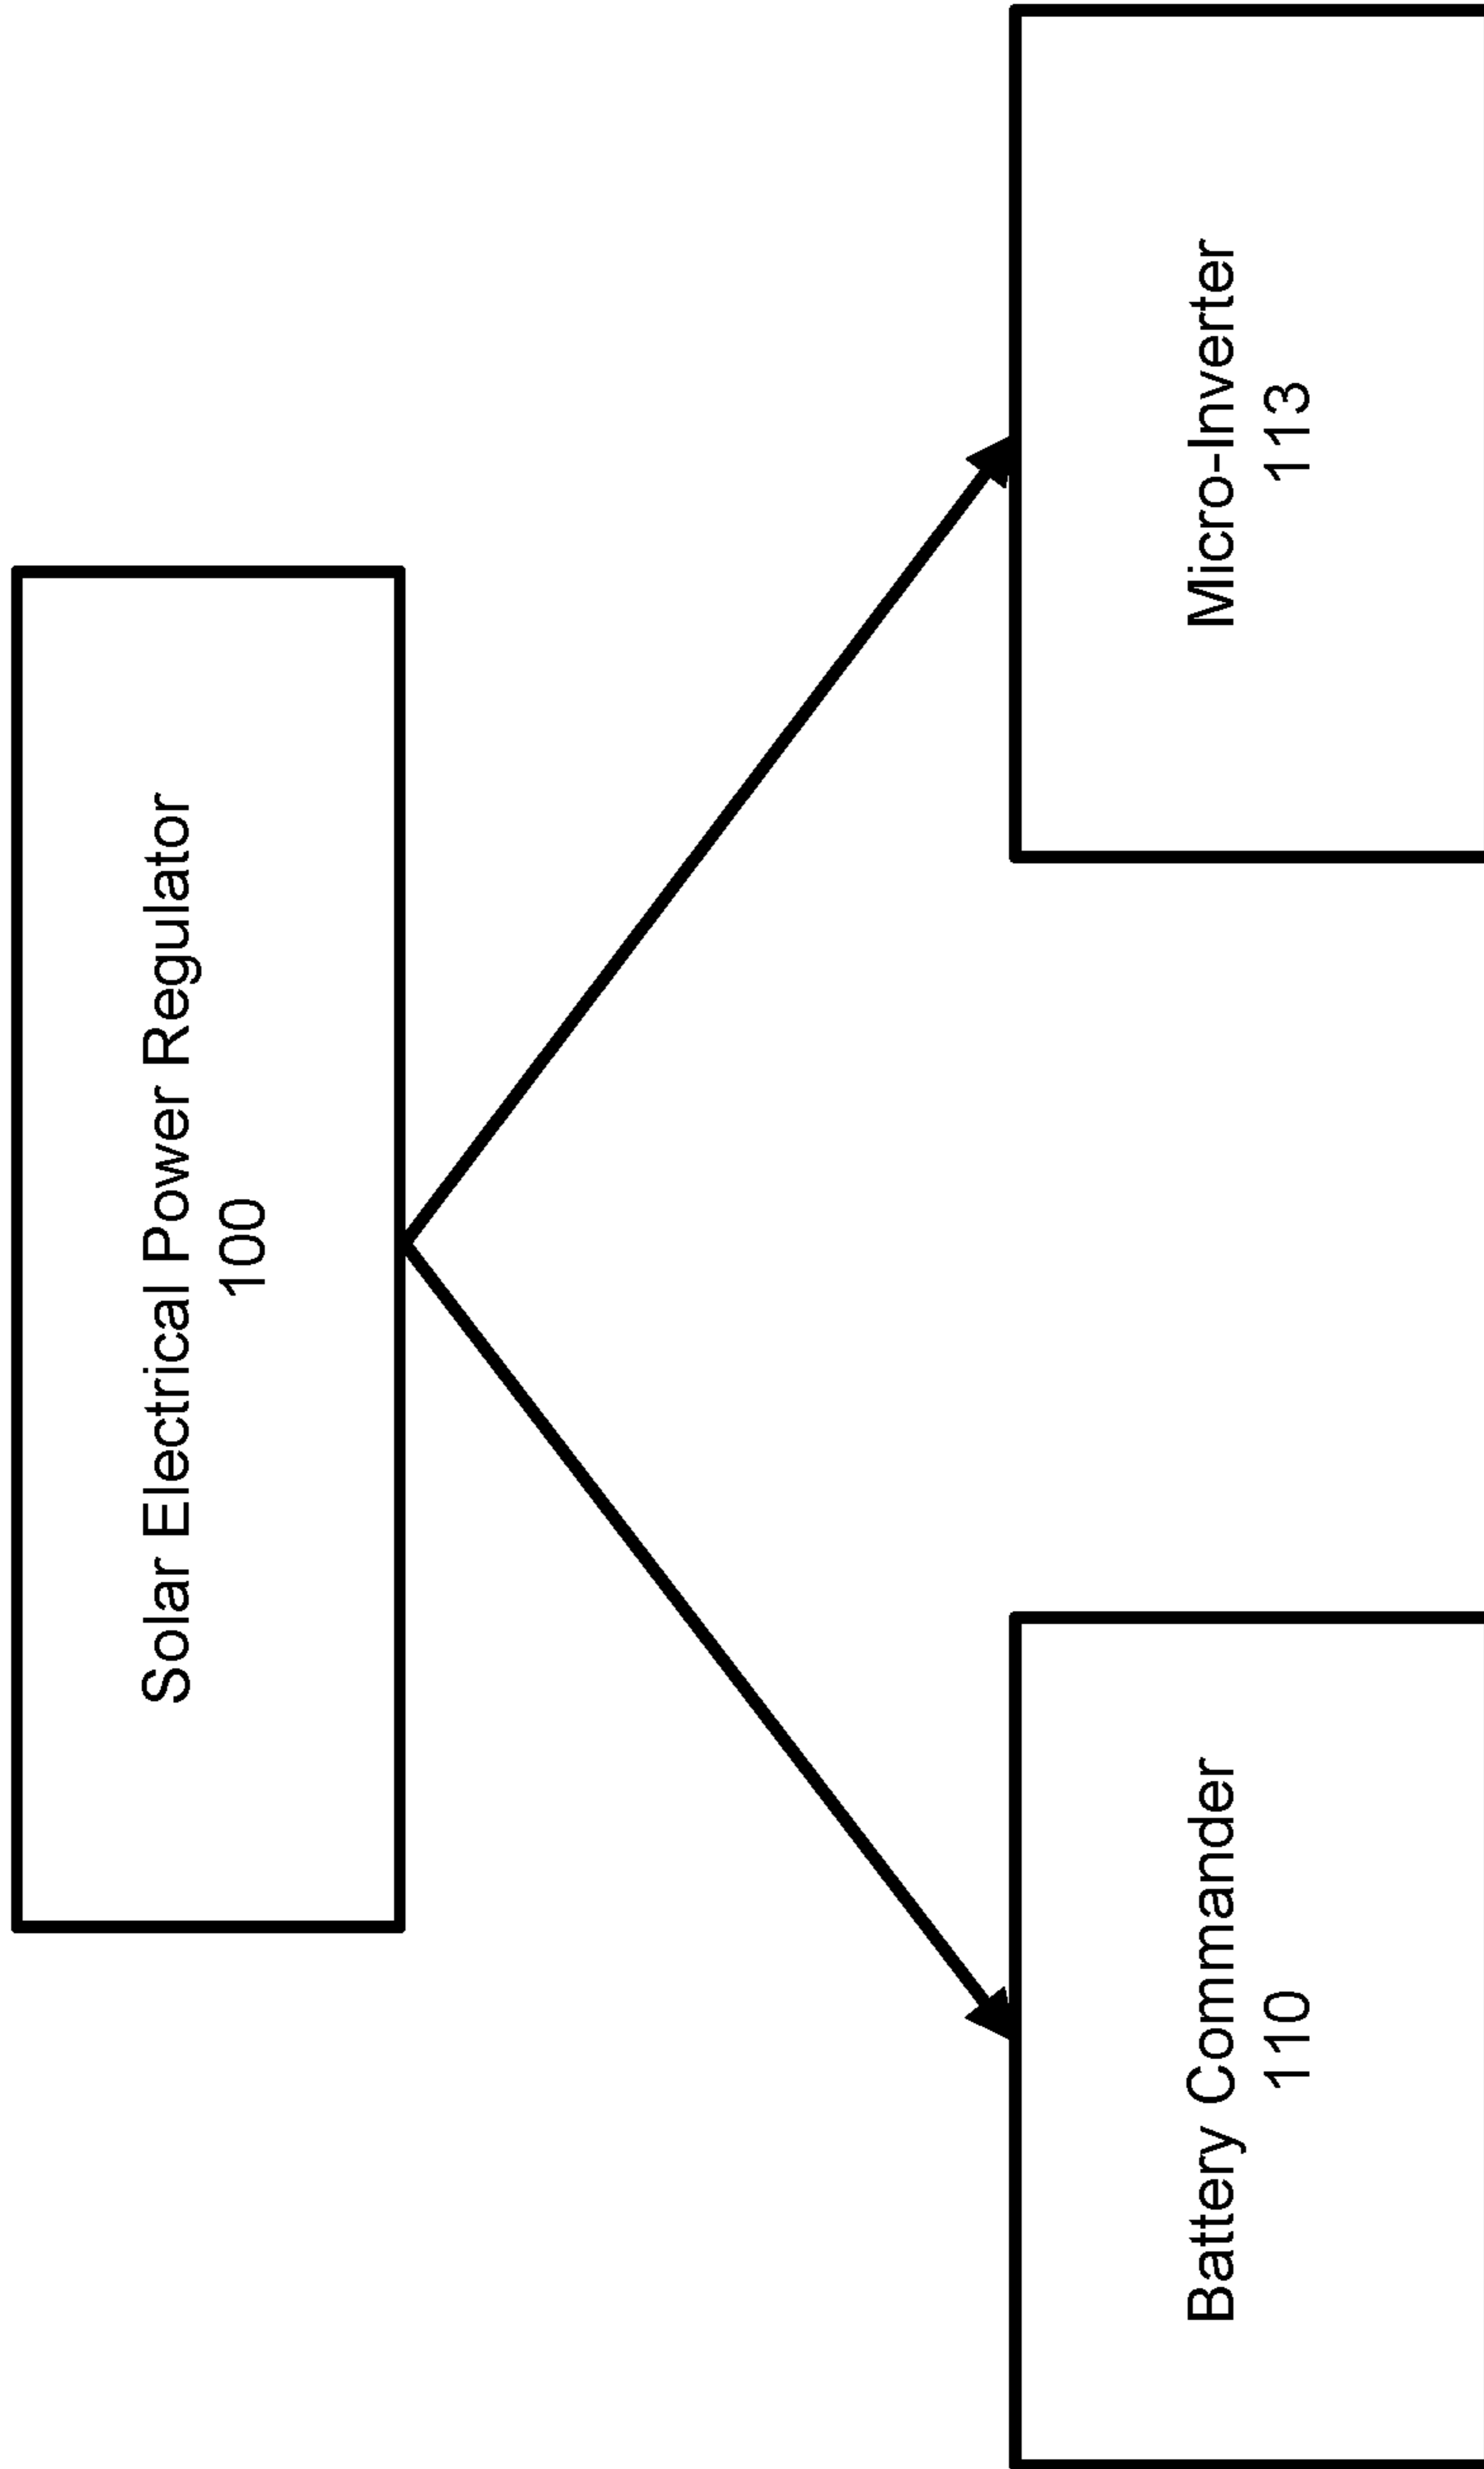 Solar Electrical Power Regulator
100
Battery Commander
110
Micro-Inverter
113